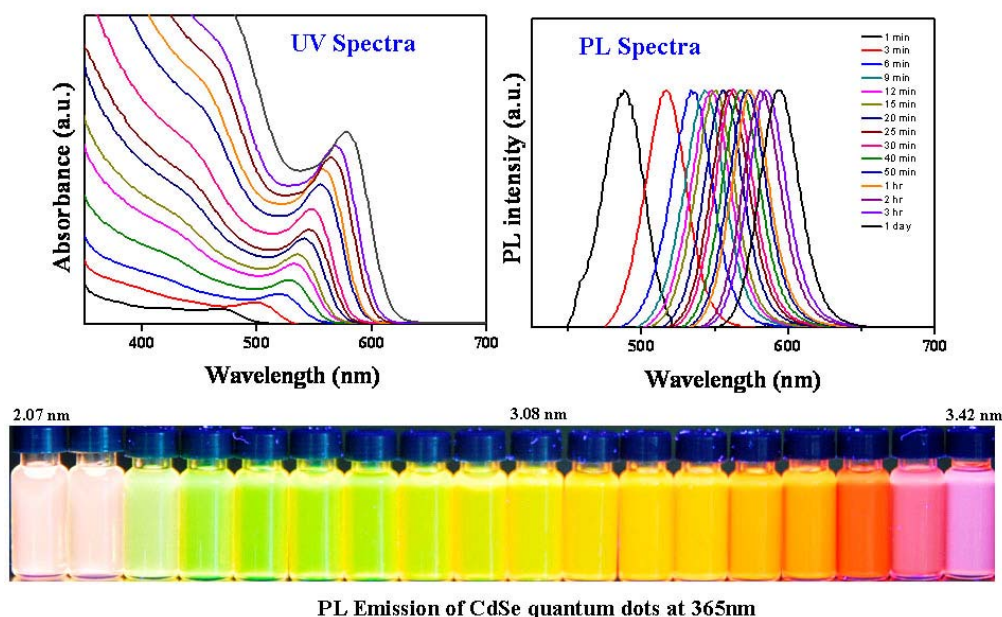 UV Spectra
Absorbance (a.u.)
400 500 600 700
Wavelength (nm)
PL Spectra
1 min
3 min
6 min
9 min
12 min
15 min
20 min
25 min
30 min
40 min
50 min
1 hr
2 hr
3 hr
1 day
PL intensity (a.u.)
500 600 700
Wavelength (nm)
2.07 nm 3.08 nm 3.42 nm
PL Emission of CdSe quantum dots at 365nm